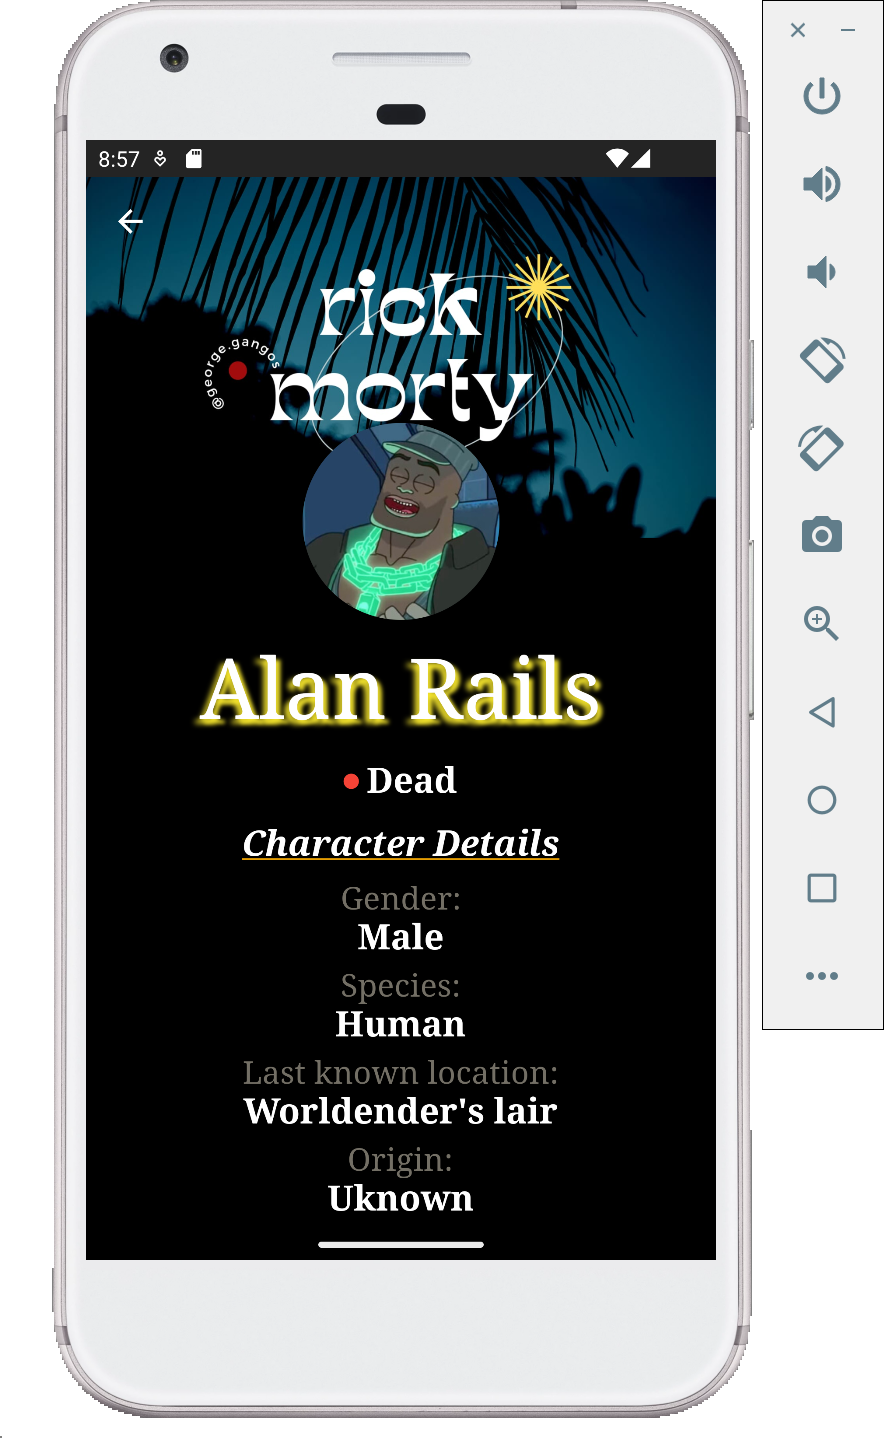 8:57
rick
morty
@george.gangos
Alan Rails
Dead
Character Details
Gender:
Male
Species:
Human
Last known location:
Worldender's lair
Origin:
Uknown